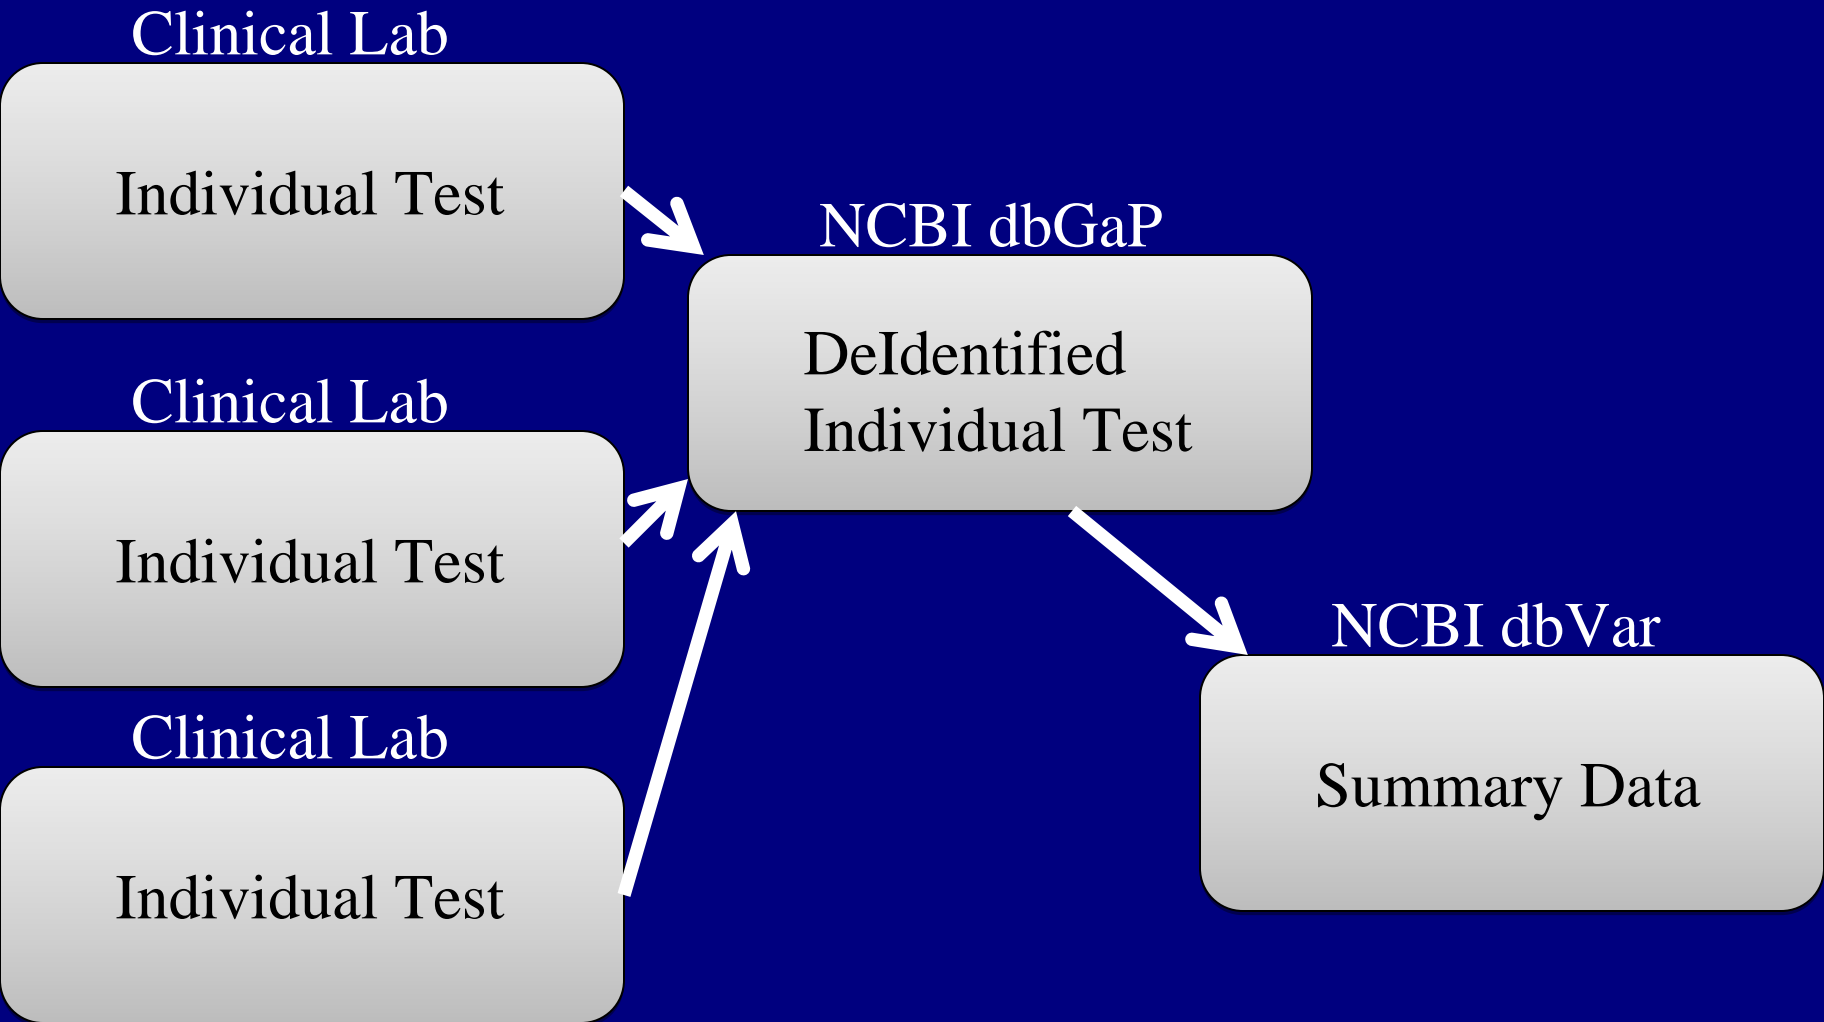 Clinical Lab
Individual Test
Clinical Lab
Individual Test
Clinical Lab
Individual Test
NCBI dbGaP
DeIdentified
Individual Test
NCBI dbVar
Summary Data